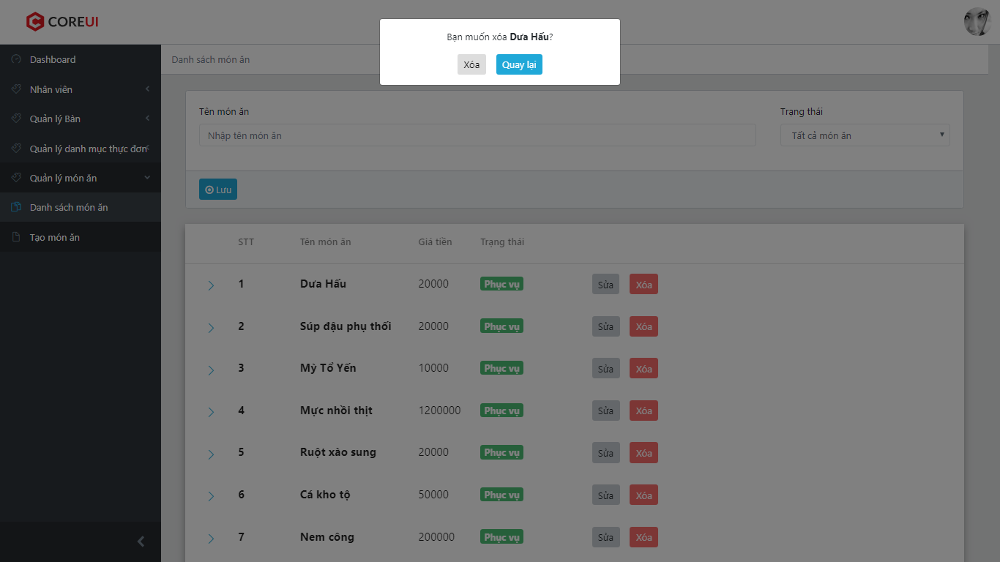 COREUI
Bạn muốn xóa Dưa Hấu?
Xóa Quay lại
Dashboard
Nhân viên
Quản lý Bàn
Quản lý danh mục thực đơn
Quản lý món ăn
Danh sách món ăn
Tạo món ăn
Danh sách món ăn
Tên món ăn Trạng thái
Nhập tên món ăn Tất cả món ăn
Lưu
STT Tên món ăn Giá tiền Trạng thái
1 Dưa Hấu 20000 Phục vụ Sửa Xóa
2 Súp đậu phụ thối 20000 Phục vụ Sửa Xóa
3 Mỳ Tổ Yến 10000 Phục vụ Sửa Xóa
4 Mực nhồi thịt 1200000 Phục vụ Sửa Xóa
5 Ruột xào sung 20000 Phục vụ Sửa Xóa
6 Cá kho tộ 50000 Phục vụ Sửa Xóa
7 Nem công 200000 Phục vụ Sửa Xóa